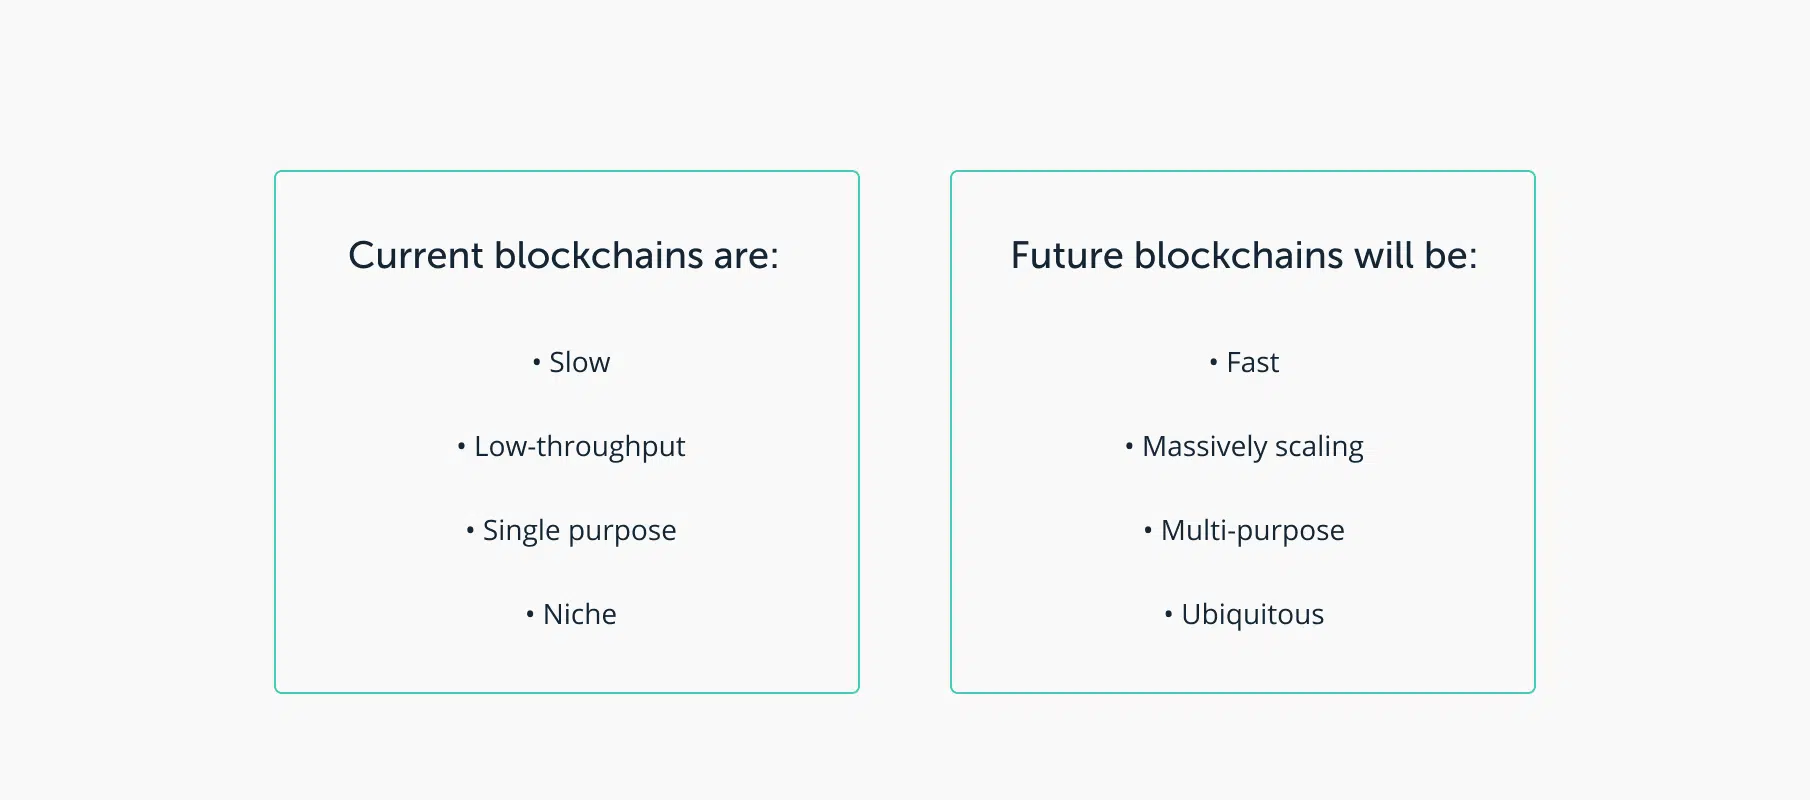 Current blockchains are:
• Slow
• Low-throughput
• Single purpose
• Niche
Future blockchains will be:
• Fast
• Massively scaling
• Multi-purpose
• Ubiquitous